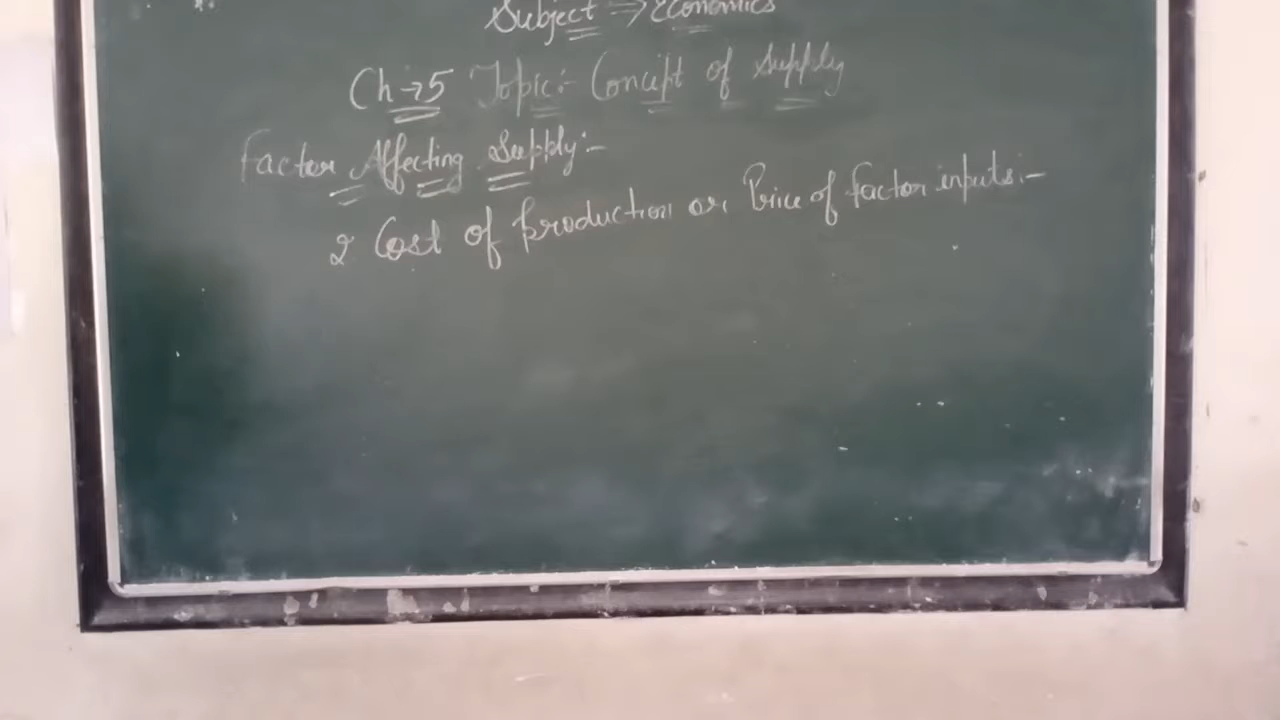 Subject → Economics
Ch→5 Topic:- Concept of Supply
Factor Affecting Supply:-
2 Cost of production or Price of factor inputs:-